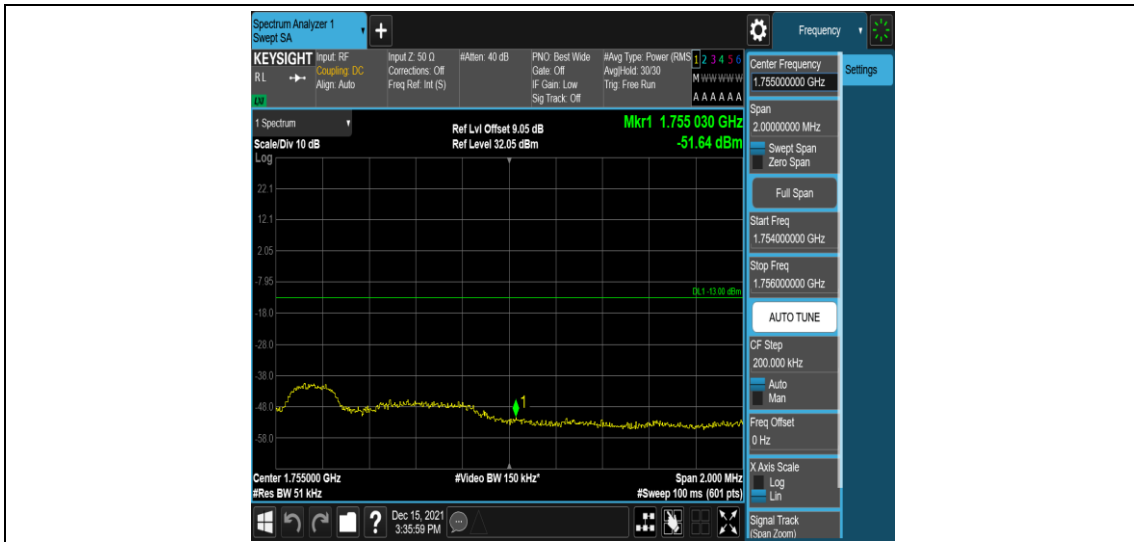 Spectrum Analyzer 1
Swept SA
+
Frequency
KEYSIGHT
RL
LXI
Input: RF
Coupling: DC
Align: Auto
Input Z: 50 Ω
Corrections: Off
Freq Ref: Int (S)
#Atten: 40 dB
PNO: Best Wide
Gate: Off
IF Gain: Low
Sig Track: Off
#Avg Type: Power (RMS
Avg|Hold: 30/30
Trig: Free Run
1 2 3 4 5 6
M W W W W W
A A A A A A
1 Spectrum
Scale/Div 10 dB
Ref Lvl Offset 9.05 dB
Ref Level 32.05 dBm
Mkr1 1.755 030 GHz
-51.64 dBm
Log
22.1
12.1
2.05
-7.95
DL1 -13.00 dBm
-18.0
-28.0
-38.0
-48.0
1
-58.0
Center 1.755000 GHz
#Res BW 51 kHz
#Video BW 150 kHz*
Span 2.000 MHz
#Sweep 100 ms (601 pts)
Center Frequency
1.755000000 GHz
Settings
Span
2.00000000 MHz
Swept Span
Zero Span
Full Span
Start Freq
1.754000000 GHz
Stop Freq
1.756000000 GHz
AUTO TUNE
CF Step
200.000 kHz
Auto
Man
Freq Offset
0 Hz
X Axis Scale
Log
Lin
Signal Track
(Span Zoom)
?
Dec 15, 2021
3:35:59 PM